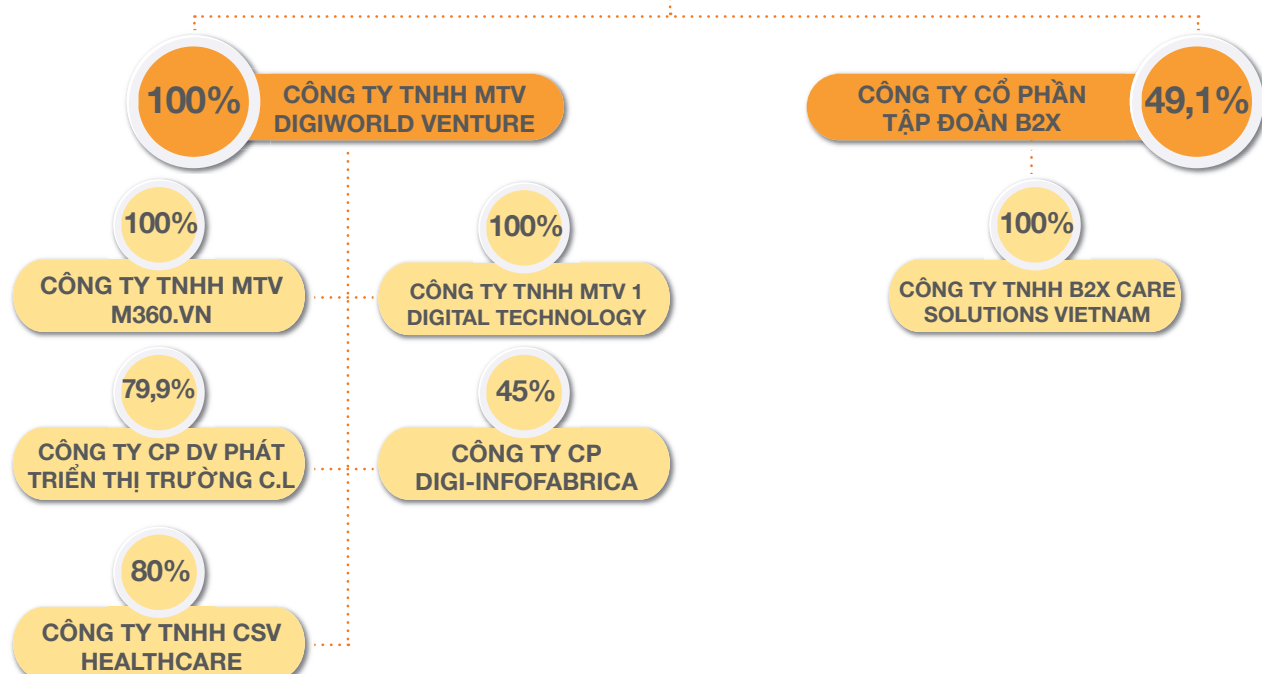 100%
CÔNG TY TNHH MTV
DIGIWORLD VENTURE
CÔNG TY CỔ PHẦN
TẬP ĐOÀN B2X
49,1%
100%
CÔNG TY TNHH MTV
M360.VN
100%
CÔNG TY TNHH MTV 1
DIGITAL TECHNOLOGY
100%
CÔNG TY TNHH B2X CARE
SOLUTIONS VIETNAM
79,9%
CÔNG TY CP DV PHÁT
TRIỂN THỊ TRƯỜNG C.L
45%
CÔNG TY CP
DIGI-INFOFABRICA
80%
CÔNG TY TNHH CSV
HEALTHCARE